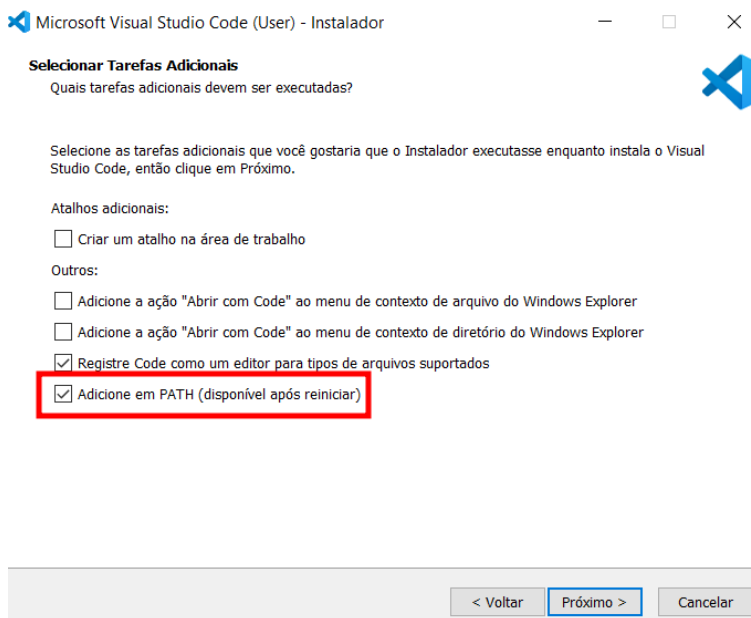 Microsoft Visual Studio Code (User) - Instalador
Selecionar Tarefas Adicionais
Quais tarefas adicionais devem ser executadas?
Selecione as tarefas adicionais que você gostaria que o Instalador executasse enquanto instala o Visual
Studio Code, então clique em Próximo.
Atalhos adicionais:
Criar um atalho na área de trabalho
Outros:
Adicione a ação "Abrir com Code" ao menu de contexto de arquivo do Windows Explorer
Adicione a ação "Abrir com Code" ao menu de contexto de diretório do Windows Explorer
Registre Code como um editor para tipos de arquivos suportados
Adicione em PATH (disponível após reiniciar)
< Voltar Próximo > Cancelar